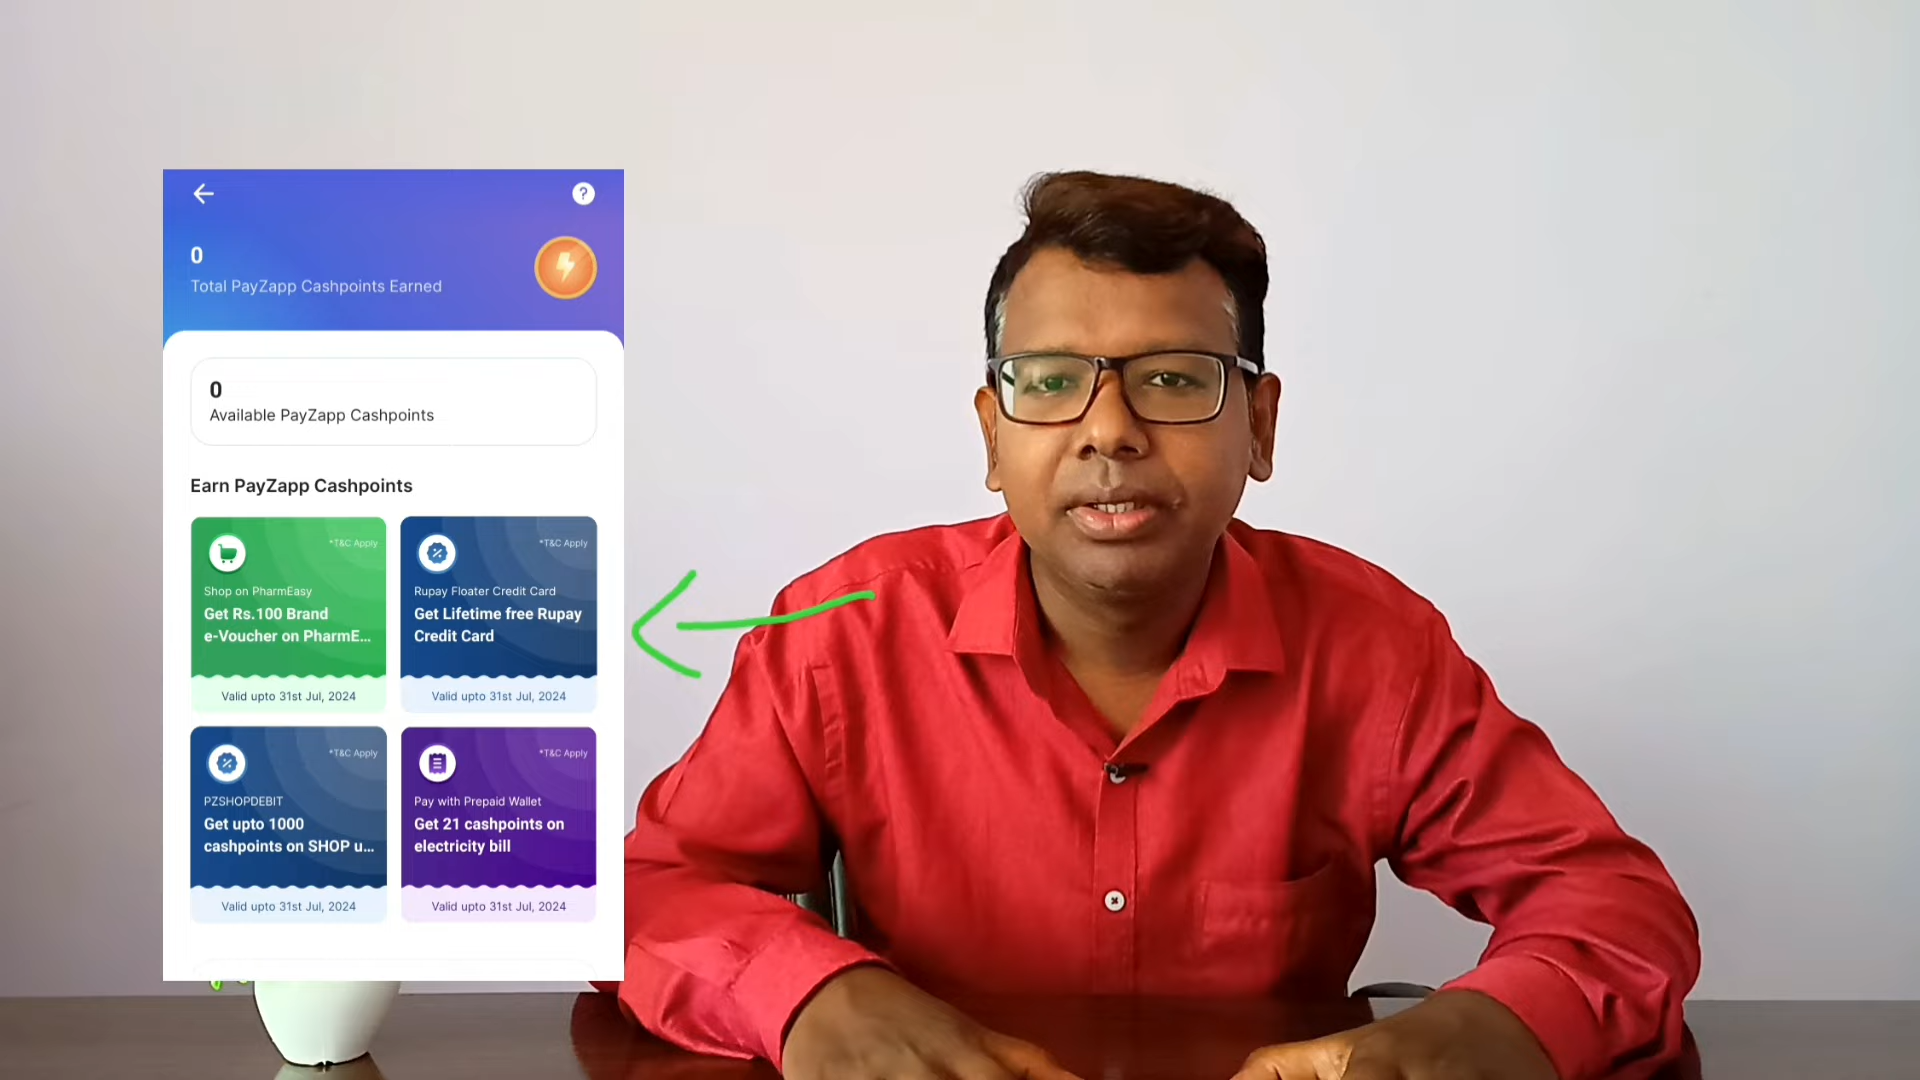 ?
0
Total PayZapp Cashpoints Earned
0
Available PayZapp Cashpoints
Earn PayZapp Cashpoints
*T&C Apply
Shop on PharmEasy
Get Rs.100 Brand
e-Voucher on PharmE...
Valid upto 31st Jul, 2024
*T&C Apply
Rupay Floater Credit Card
Get Lifetime free Rupay
Credit Card
Valid upto 31st Jul, 2024
*T&C Apply
PZSHOPDEBIT
Get upto 1000
cashpoints on SHOP u...
Valid upto 31st Jul, 2024
*T&C Apply
Pay with Prepaid Wallet
Get 21 cashpoints on
electricity bill
Valid upto 31st Jul, 2024